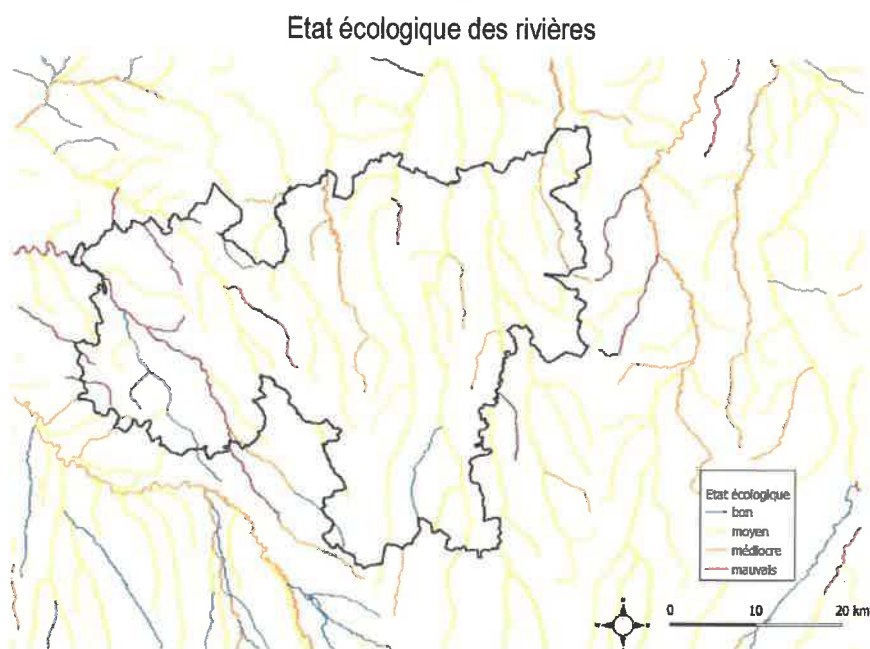 Etat écologique des rivières
Etat écologique
bon
moyen
médiocre
mauvais
0 10 20 km